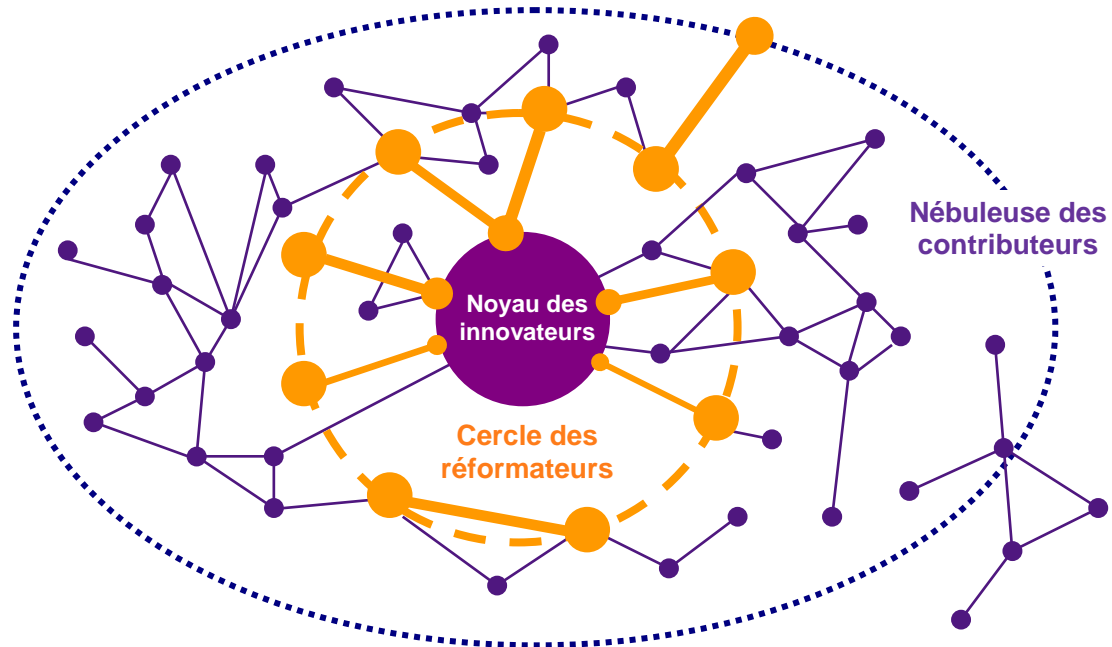 Nébuleuse des
contributeurs
Noyau des
innovateurs
Cercle des
réformateurs